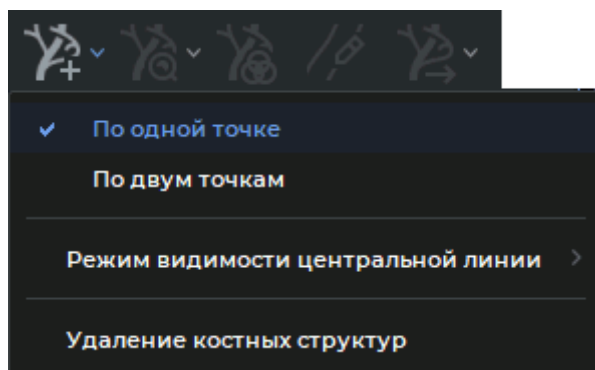 По одной точке
По двум точкам
Режим видимости центральной линии
Удаление костных структур